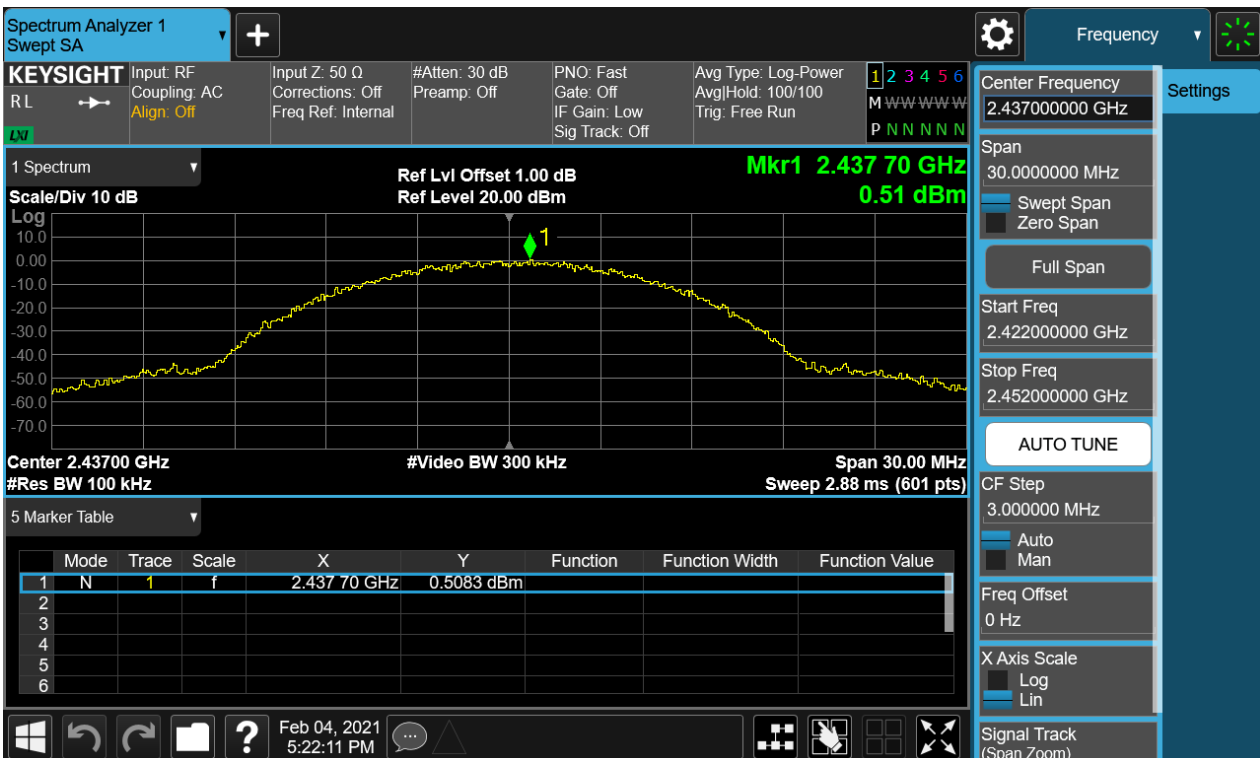 Spectrum Analyzer 1
Swept SA
Frequency
KEYSIGHT
R L
LXI
Input: RF
Coupling: AC
Align: Off
Input Z: 50 Ω
Corrections: Off
Freq Ref: Internal
#Atten: 30 dB
Preamp: Off
PNO: Fast
Gate: Off
IF Gain: Low
Sig Track: Off
Avg Type: Log-Power
Avg|Hold: 100/100
Trig: Free Run
1 2 3 4 5 6
M W W W W W
P N N N N N
1 Spectrum
Scale/Div 10 dB
Ref Lvl Offset 1.00 dB
Ref Level 20.00 dBm
Mkr1 2.437 70 GHz
0.51 dBm
Log
10.0
0.00
-10.0
-20.0
-30.0
-40.0
-50.0
-60.0
-70.0
1
Center 2.43700 GHz
#Res BW 100 kHz
#Video BW 300 kHz
Span 30.00 MHz
Sweep 2.88 ms (601 pts)
5 Marker Table
Mode Trace Scale X Y Function Function Width Function Value
1 N 1 f 2.437 70 GHz 0.5083 dBm
2
3
4
5
6
Feb 04, 2021
5:22:11 PM
Center Frequency
2.437000000 GHz
Settings
Span
30.0000000 MHz
Swept Span
Zero Span
Full Span
Start Freq
2.422000000 GHz
Stop Freq
2.452000000 GHz
AUTO TUNE
CF Step
3.000000 MHz
Auto
Man
Freq Offset
0 Hz
X Axis Scale
Log
Lin
Signal Track
(Span Zoom)